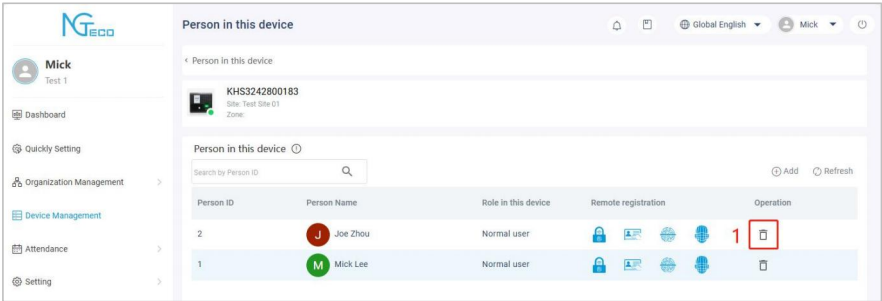 NGTECO
Person in this device
Global English
Mick
Mick
Test 1
Dashboard
Quickly Setting
Organization Management
Device Management
Attendance
Setting
< Person in this device
KHS3242800183
Site: Test Site 01
Zone:
Person in this device
Search by Person ID
Add
Refresh
Person ID Person Name Role in this device Remote registration Operation
2 J Joe Zhou Normal user 1
1 M Mick Lee Normal user